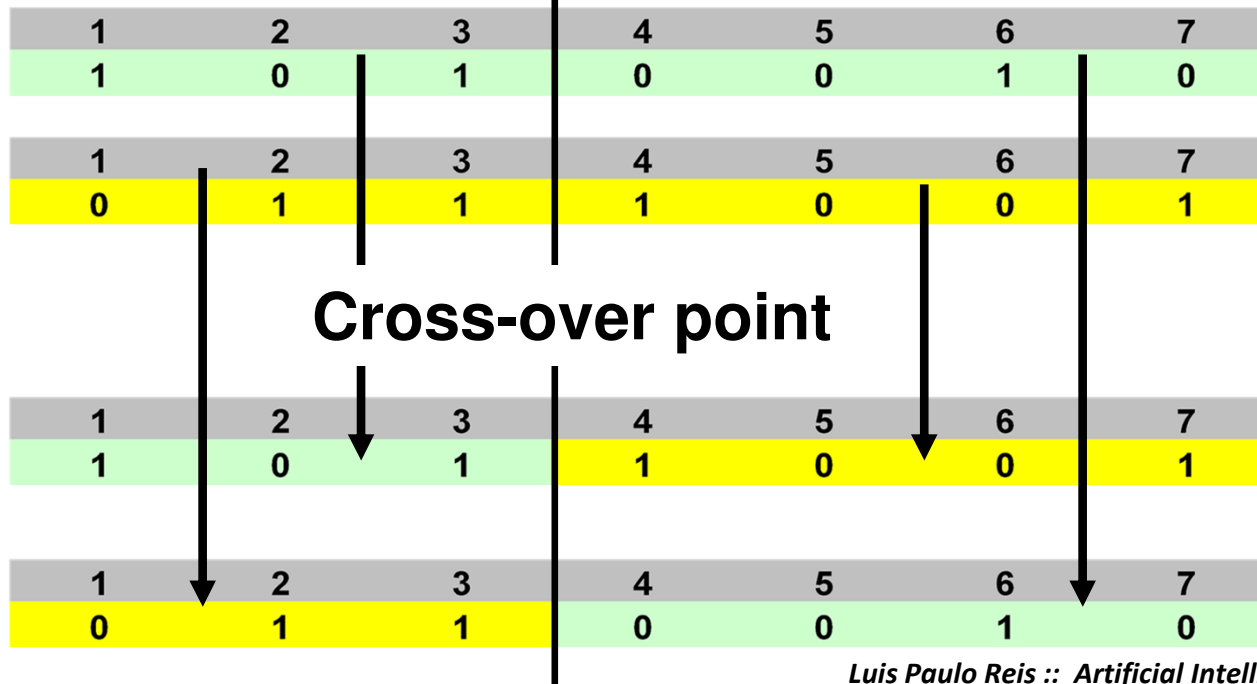 1 2 3 4 5 6 7
1 0 1 0 0 1 0
1 2 3 4 5 6 7
0 1 1 1 0 0 1
Cross-over point
1 2 3 4 5 6 7
1 0 1 1 0 0 1
1 2 3 4 5 6 7
0 1 1 0 0 1 0
Luis Paulo Reis :: Artificial Intell